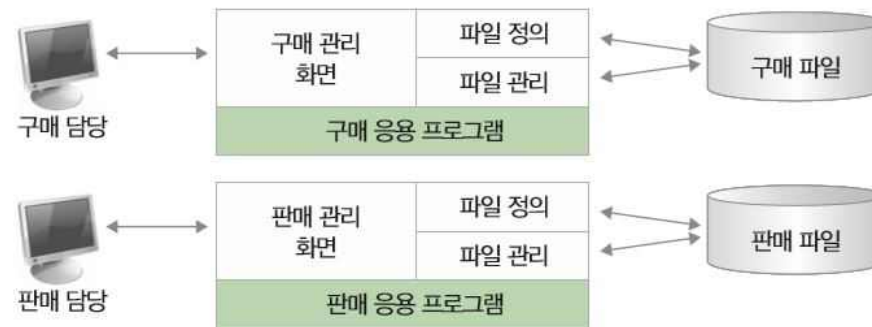 구매 관리
화면
파일 정의
파일 관리
구매 파일
구매 담당
구매 응용 프로그램
판매 관리
화면
파일 정의
파일 관리
판매 파일
판매 담당
판매 응용 프로그램